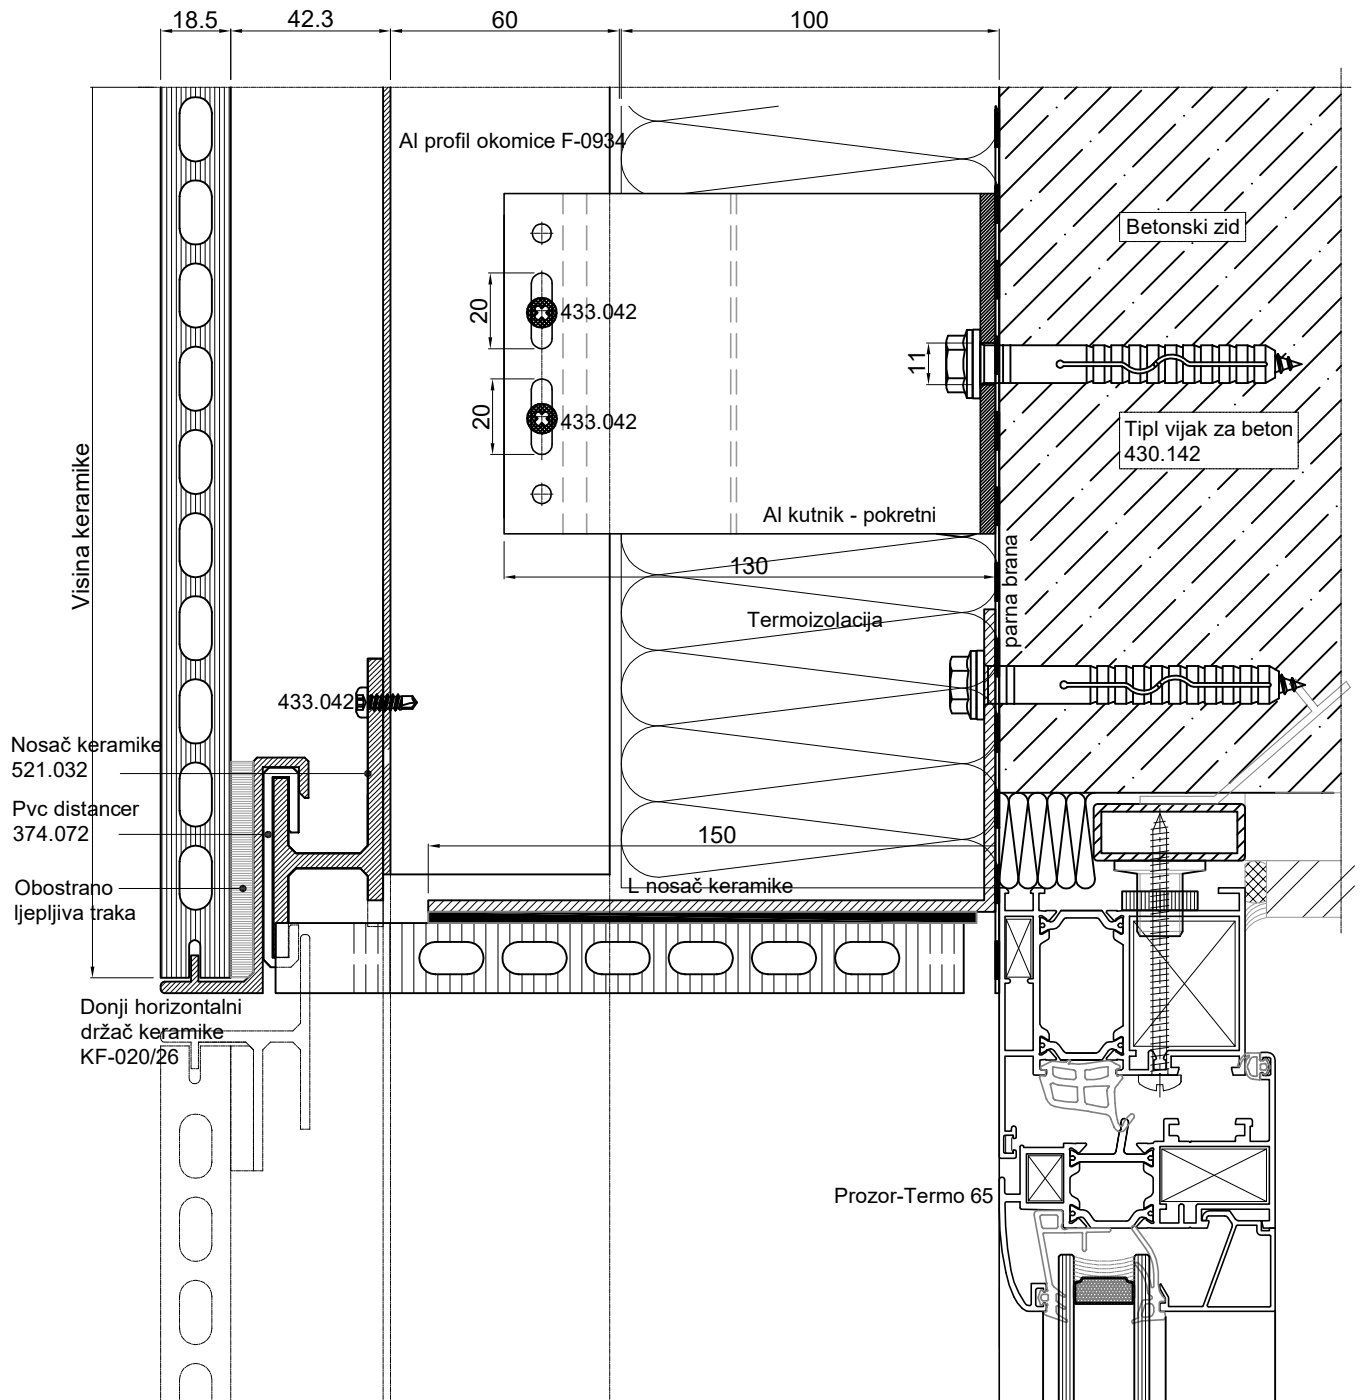 18.5
42.3
60
100
Al profil okomice F-0934
Betonski zid
20
433.042
11
20
433.042
Tipl vijak za beton
430.142
Al kutnik - pokretni
Visina keramike
130
parna brana
Termoizolacija
433.042
Nosač keramike
521.032
Pvc distancer
374.072
150
Obostrano
ljepljiva traka
L nosač keramike
Donji horizontalni
držač keramike
KF-020/26
Prozor-Termo 65